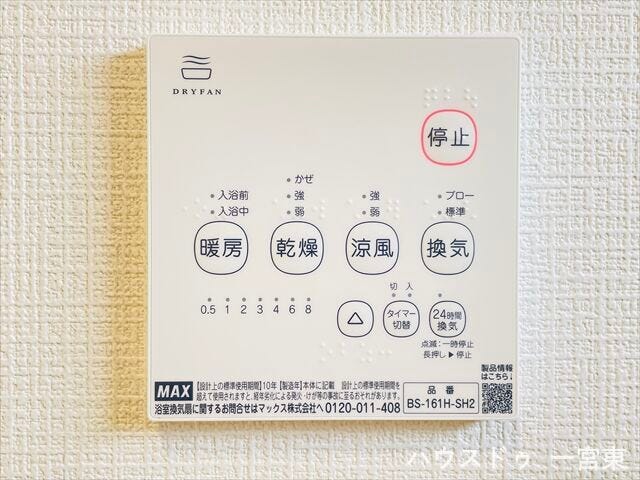 DRYFAN
停止
かぜ
入浴前 強 強 ブロー
入浴中 弱 弱 標準
暖房 乾燥 涼風 換気
切 入
0.5 1 2 3 4 6 8
△ タイマー切替 24時間換気
点滅:一時停止
長押し▶停止
製品情報
はこちら↓
MAX
【設計上の標準使用期間】10年【製造年】本体に記載 設計上の標準使用期間を
超えて使用されますと、経年劣化による発火・けが等の事故に至るおそれがあります。
浴室換気扇に関するお問合せはマックス株式会社へ 0120-011-408
品番
BS-161H-SH2
ハウスドゥ 一宮東